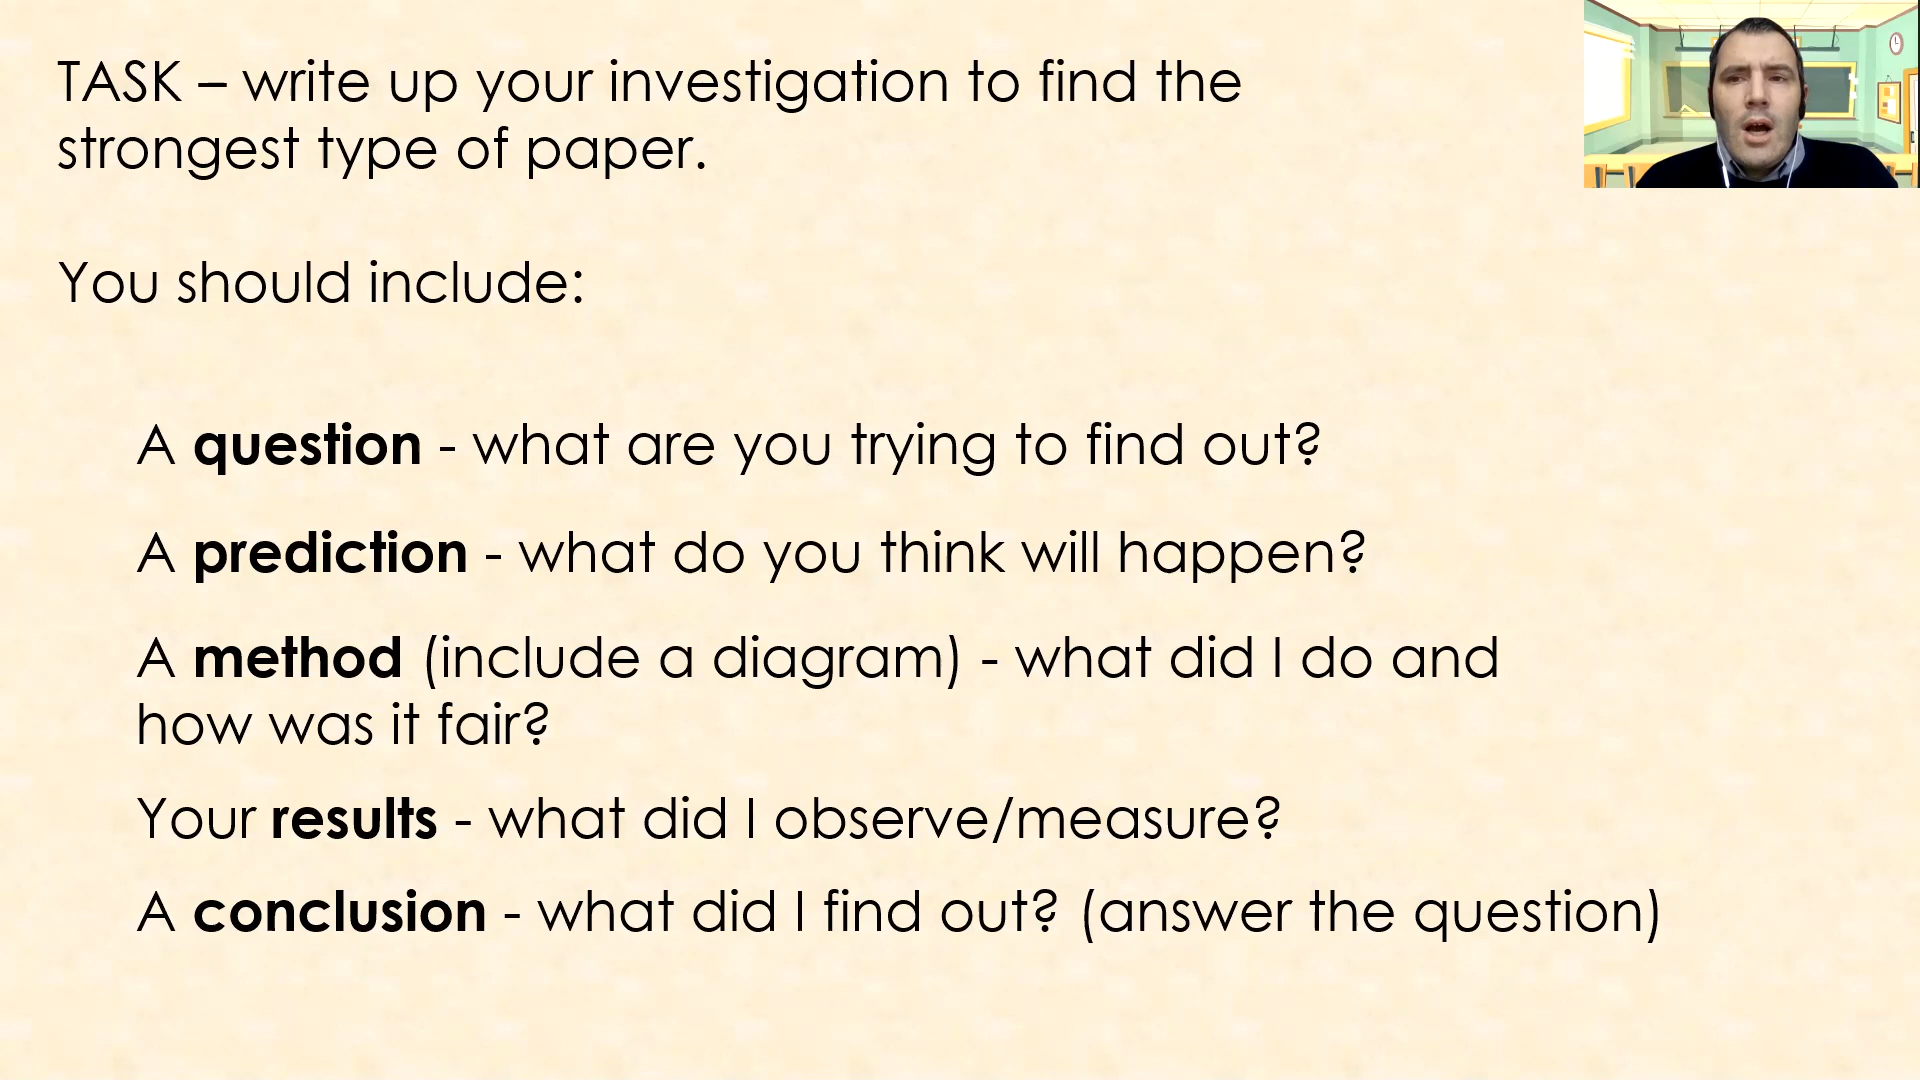 TASK – write up your investigation to find the
strongest type of paper.
You should include:
A question - what are you trying to find out?
A prediction - what do you think will happen?
A method (include a diagram) - what did I do and
how was it fair?
Your results - what did I observe/measure?
A conclusion - what did I find out? (answer the question)